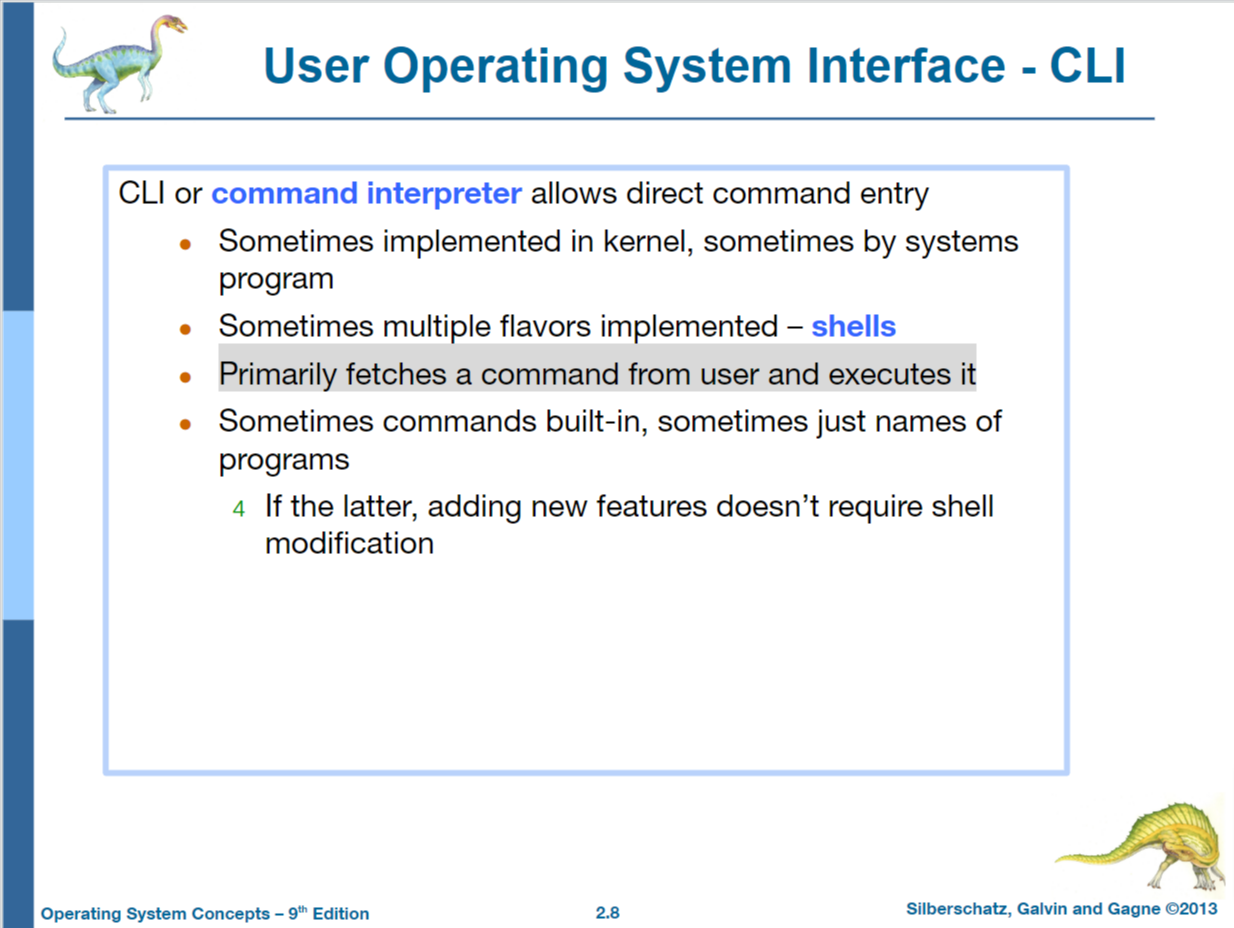 User Operating System Interface - CLI
CLI or command interpreter allows direct command entry
● Sometimes implemented in kernel, sometimes by systems
program
● Sometimes multiple flavors implemented – shells
● Primarily fetches a command from user and executes it
● Sometimes commands built-in, sometimes just names of
programs
4 If the latter, adding new features doesn’t require shell
modification
Operating System Concepts – 9th Edition
2.8
Silberschatz, Galvin and Gagne ©2013